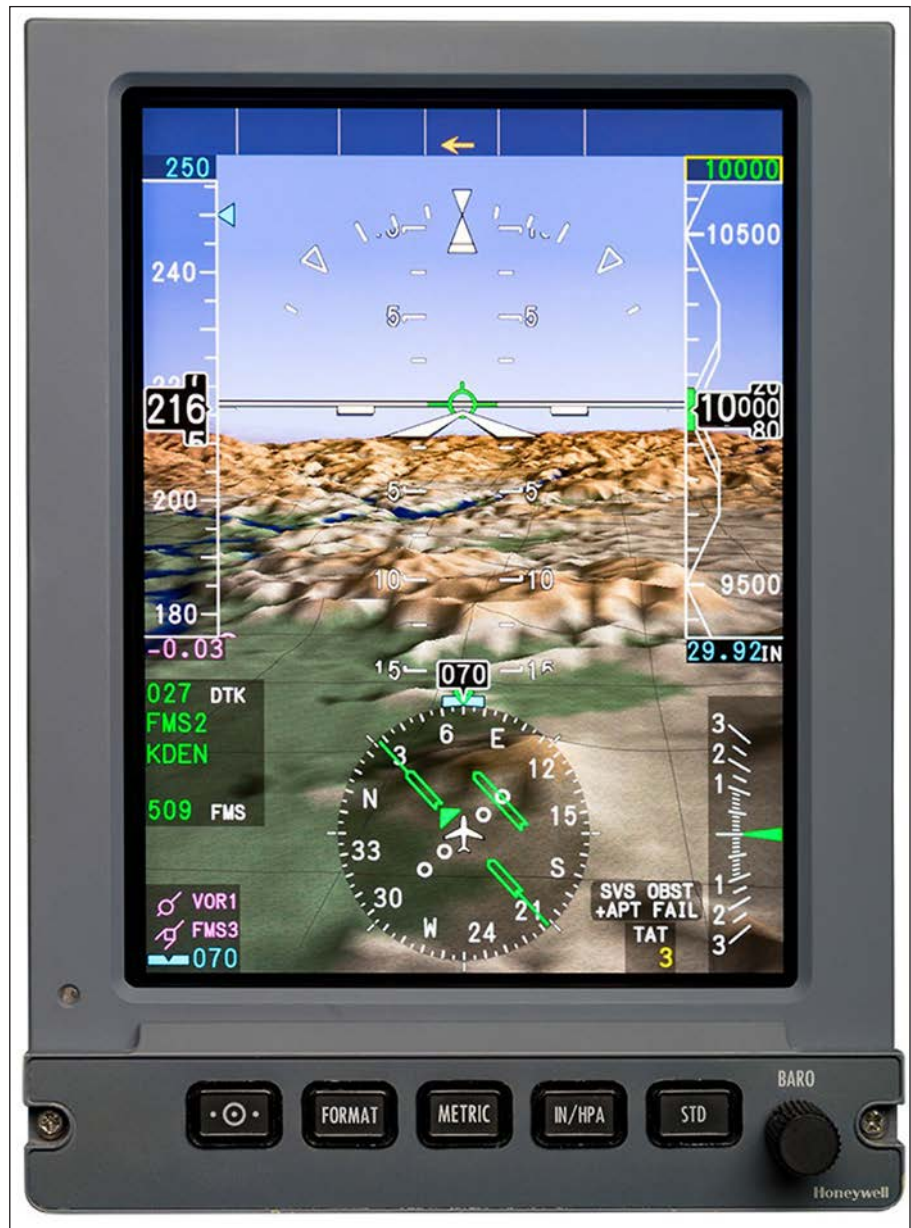 250
10000
10500
240
5 5
216
10000
20
80
200
5 5
9500
10 10
180
-0.03
29.92IN
15 15
070
027 DTK
FMS2
KDEN
509 FMS
N 3 6 E 12 15 S 21 24 W 30 33
3
2
1
1
2
3
VOR1
FMS3
070
SVS OBST
+APT FAIL
TAT
3
BARO
FORMAT
METRIC
IN/HPA
STD
Honeywell